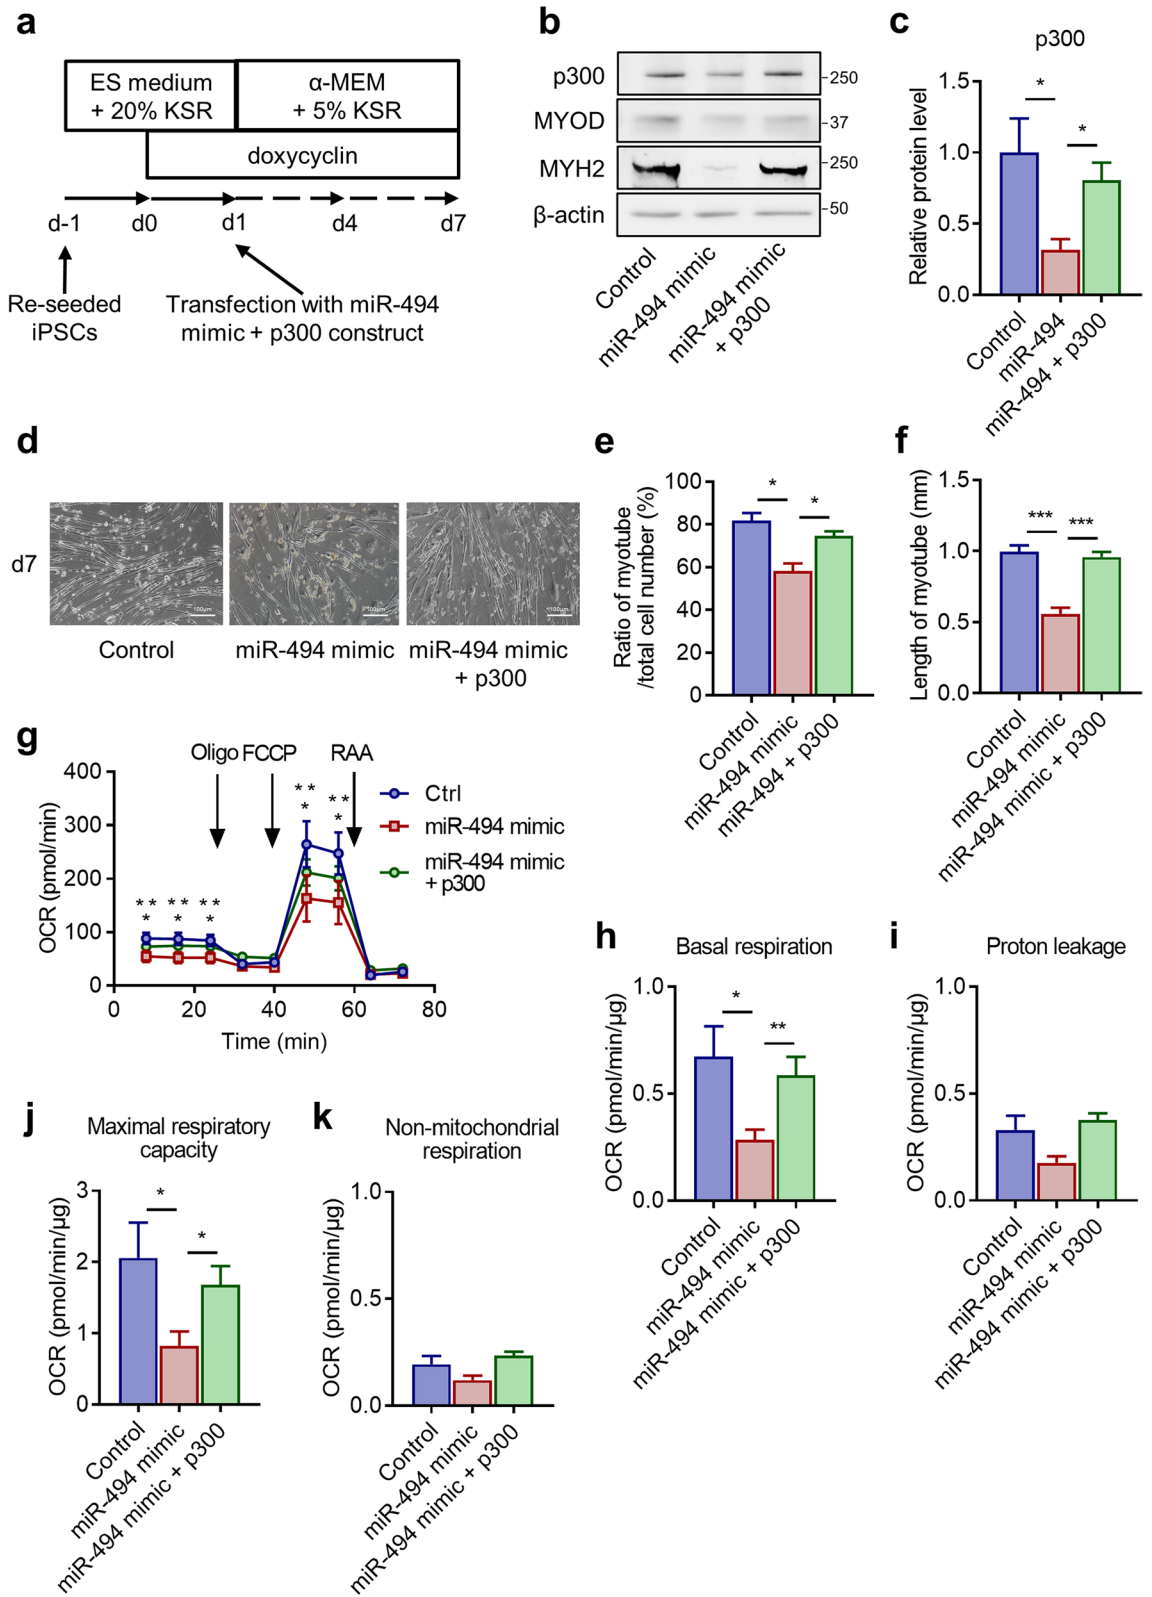 a
ES medium
+ 20% KSR
α-MEM
+ 5% KSR
doxycyclin
d-1
d0
d1
d4
d7
Re-seeded
iPSCs
Transfection with miR-494
mimic + p300 construct
b
p300
MYOD
MYH2
β-actin
250
37
250
50
Control
miR-494 mimic
miR-494 mimic
+ p300
c
p300
Relative protein level
1.5
1.0
0.5
0.0
*
*
Control
miR-494
miR-494 + p300
d
d7
100μm
100μm
100μm
Control
miR-494 mimic
miR-494 mimic
+ p300
e
Ratio of myotube
/total cell number (%)
100
80
60
40
20
0
*
*
Control
miR-494 mimic
miR-494 + p300
f
Length of myotube (mm)
1.5
1.0
0.5
0.0
***
***
Control
miR-494 mimic
miR-494 mimic + p300
g
Oligo
FCCP
RAA
OCR (pmol/min)
400
300
200
100
0
0
20
40
60
80
Time (min)
**
*
**
*
**
*
**
*
**
*
Ctrl
miR-494 mimic
miR-494 mimic
+ p300
h
Basal respiration
OCR (pmol/min/μg)
1.0
0.5
0.0
*
**
Control
miR-494 mimic
miR-494 mimic + p300
i
Proton leakage
OCR (pmol/min/μg)
1.0
0.5
0.0
Control
miR-494 mimic
miR-494 mimic + p300
j
Maximal respiratory
capacity
OCR (pmol/min/μg)
3
2
1
0
*
*
Control
miR-494 mimic
miR-494 mimic + p300
k
Non-mitochondrial
respiration
OCR (pmol/min/μg)
1.0
0.5
0.0
Control
miR-494 mimic
miR-494 mimic + p300